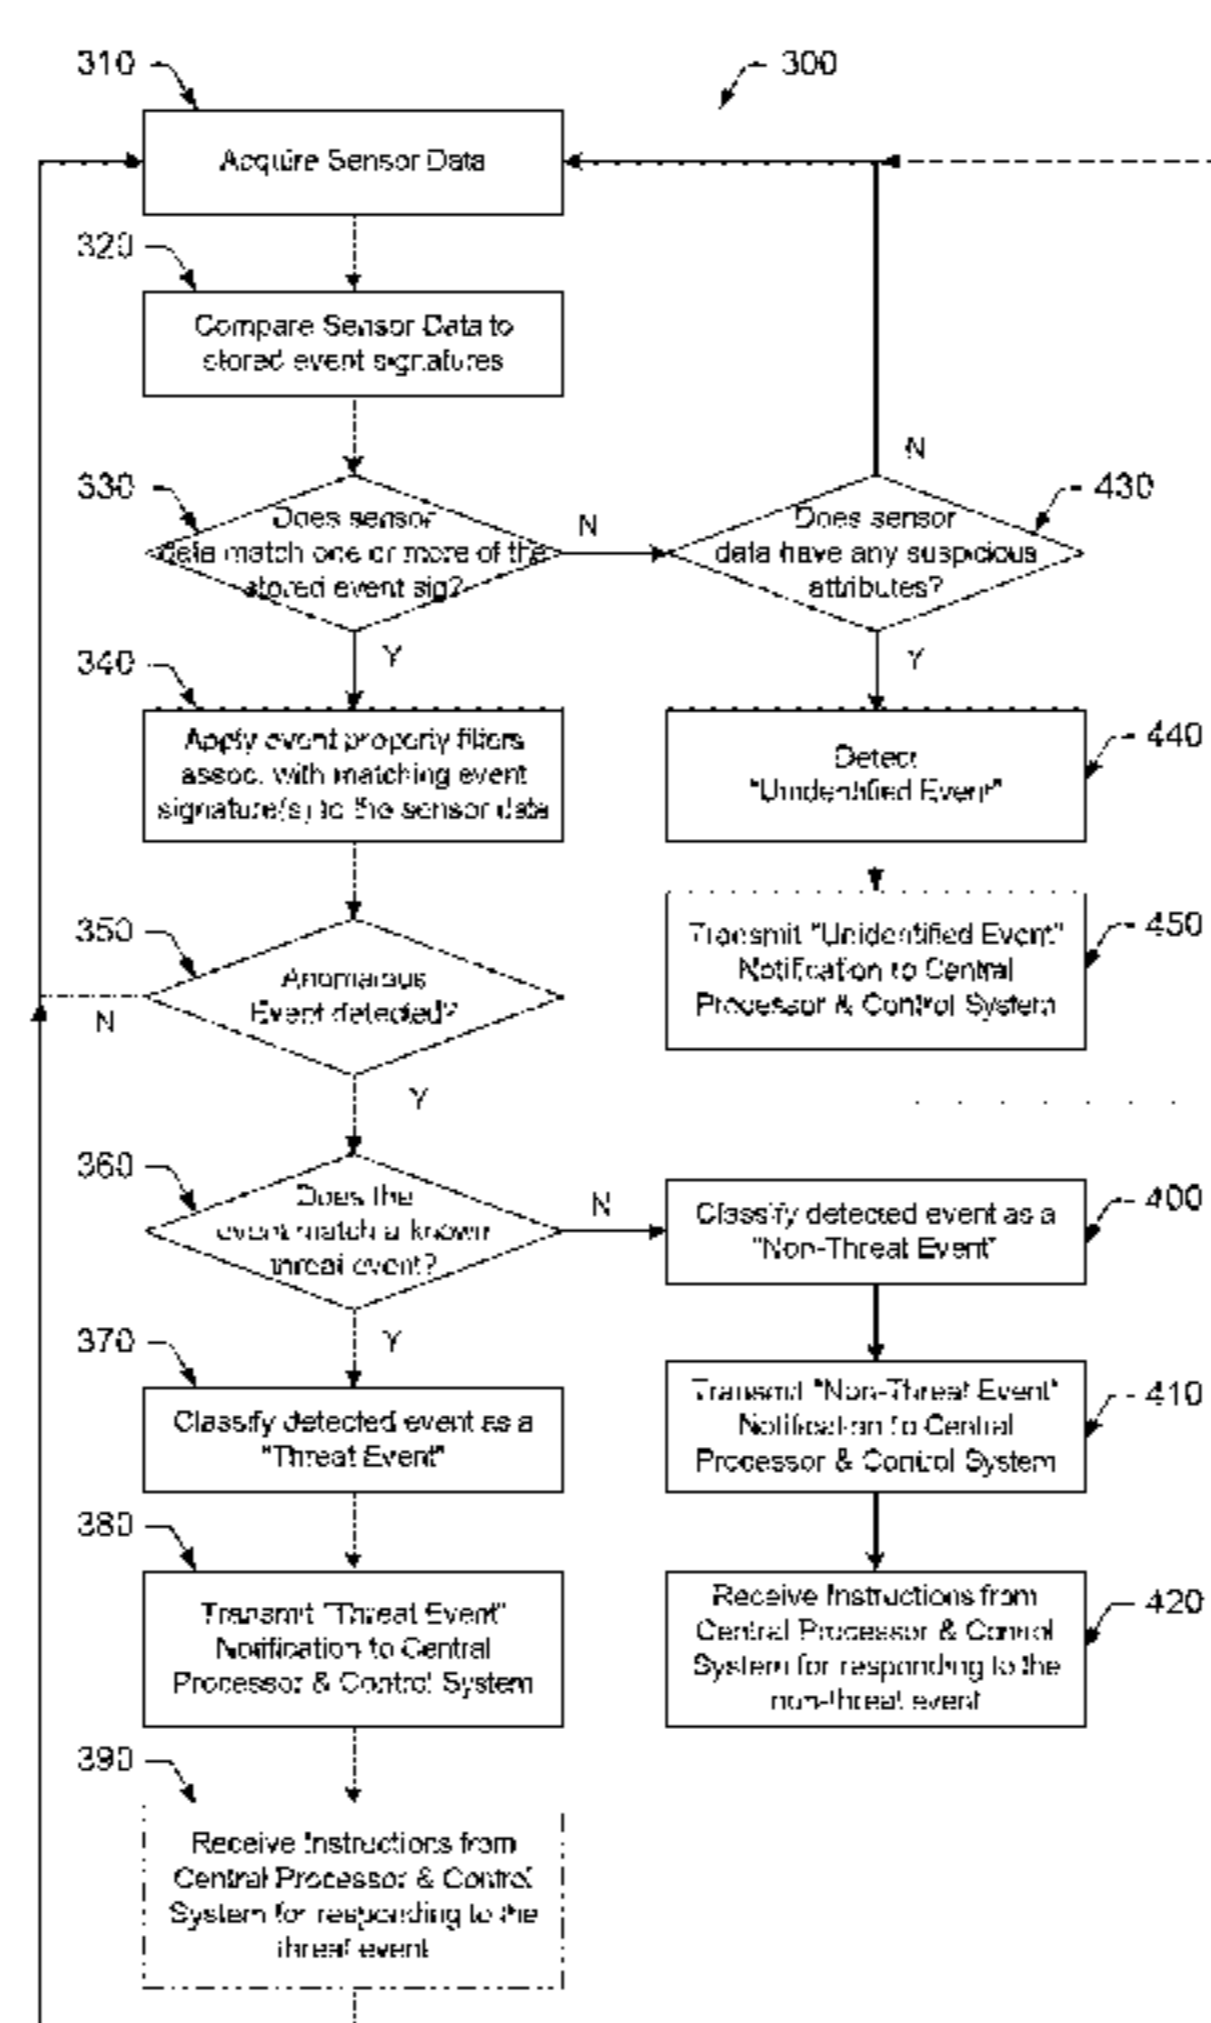 310
300
Acquire Sensor Data
320
Compare Sensor Data to
stored event signatures
N
330
430
Does sensor
data match one or more of the
stored event sig?
N
Does sensor
data have any suspicious
attributes?
Y
Y
340
Apply event property filters
assoc. with matching event
signature(s) to the sensor data
440
Detect
"Unidentified Event"
350
Anomalous
Event detected?
N
450
Transmit "Unidentified Event"
Notification to Central
Processor & Control System
Y
360
Does the
event match a known
threat event?
N
400
Classify detected event as a
"Non-Threat Event"
370
Y
Classify detected event as a
"Threat Event"
410
Transmit "Non-Threat Event"
Notification to Central
Processor & Control System
380
Transmit "Threat Event"
Notification to Central
Processor & Control System
420
Receive Instructions from
Central Processor & Control
System for responding to the
non-threat event
390
Receive Instructions from
Central Processor & Control
System for responding to the
threat event